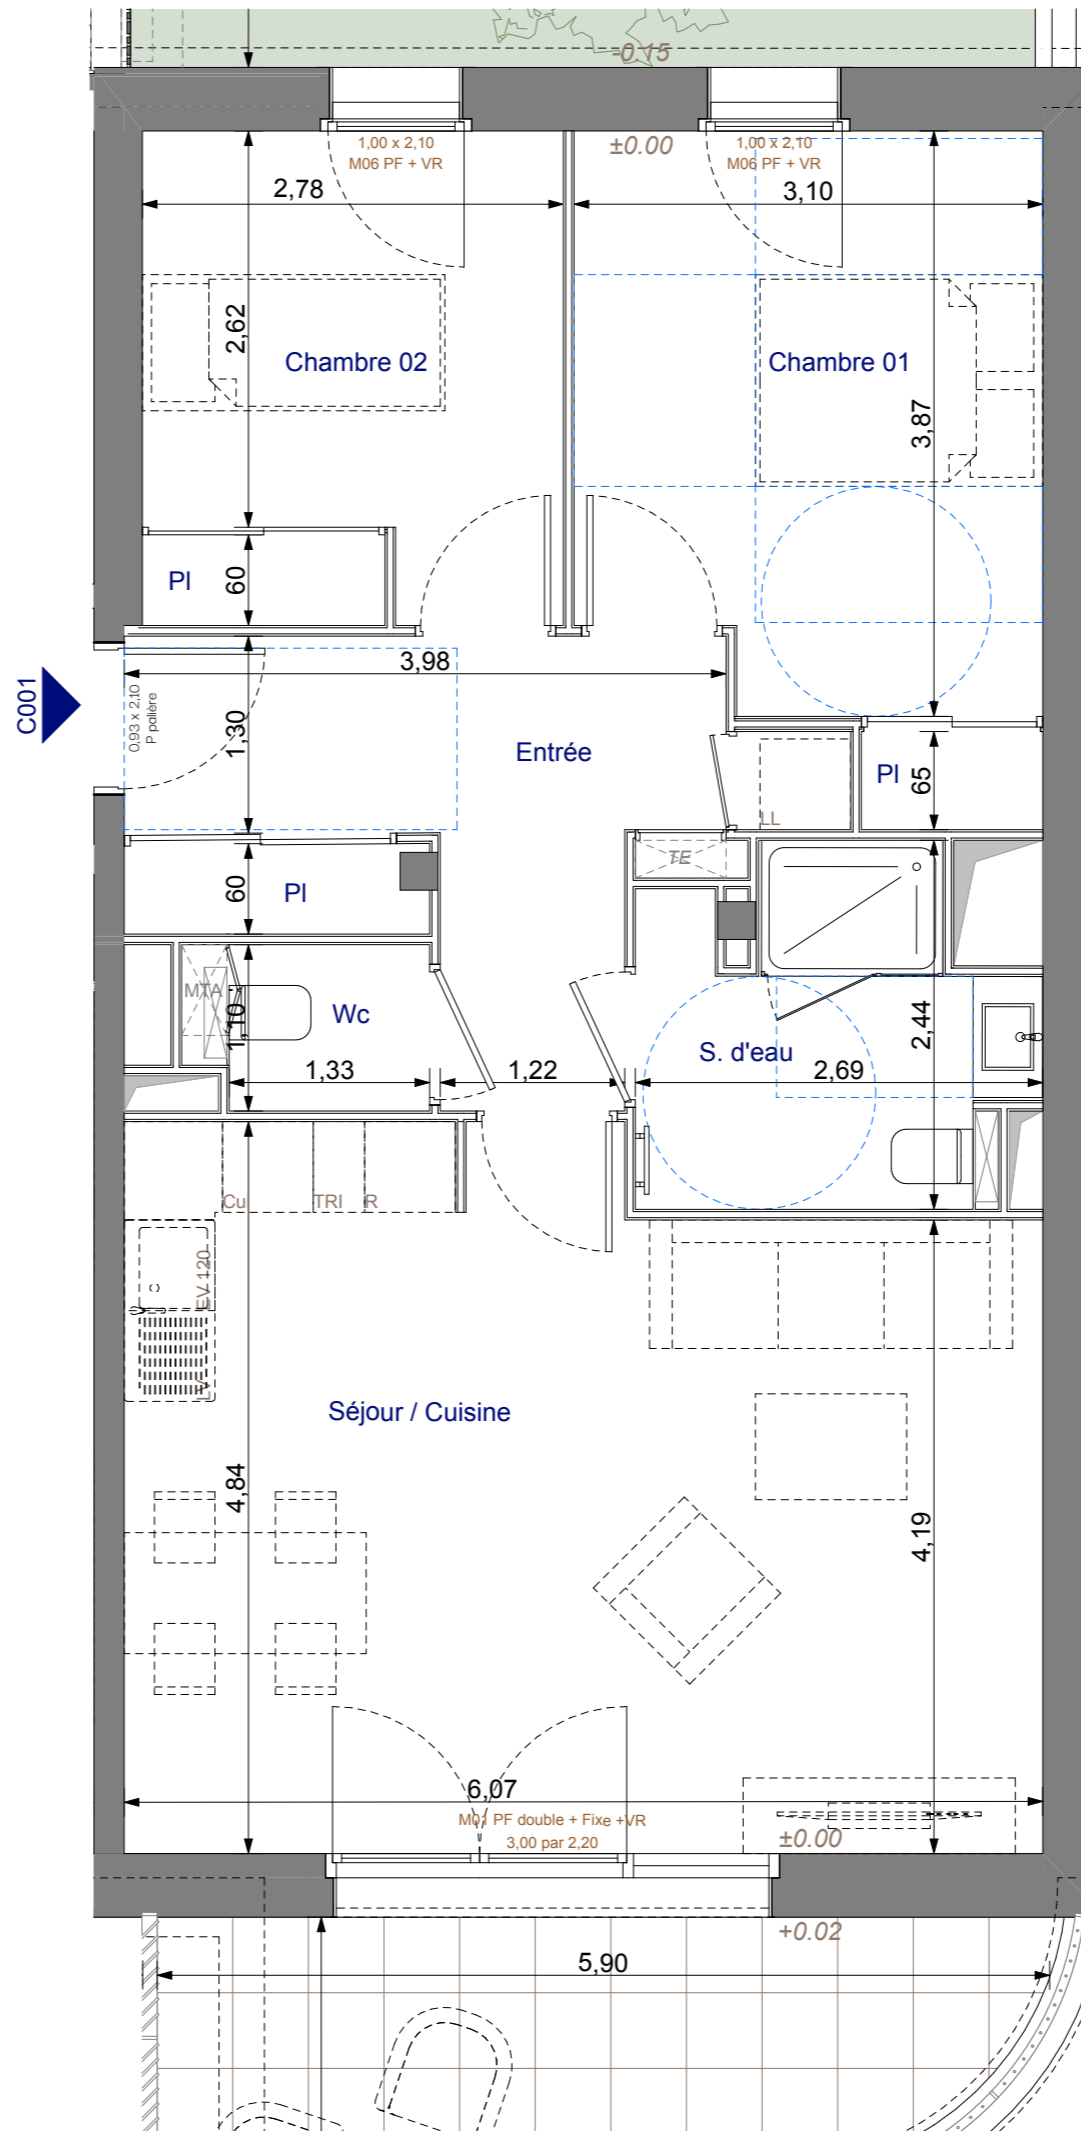 -0.15
1,00 x 2,10
M06 PF + VR
±0.00
1,00 x 2,10
M06 PF + VR
2,78
3,10
2,62
Chambre 02
Chambre 01
3,87
Pl
60
3,98
C001
0,93 x 2,10
P palière
1,30
Entrée
Pl
65
LL
TE
60
Pl
MTA
1,10
Wc
S. d'eau
2,44
1,33
1,22
2,69
Cu
TRI
R
EV 120
LV
Séjour / Cuisine
4,84
4,19
6,07
M01 PF double + Fixe +VR
3,00 par 2,20
±0.00
+0.02
5,90